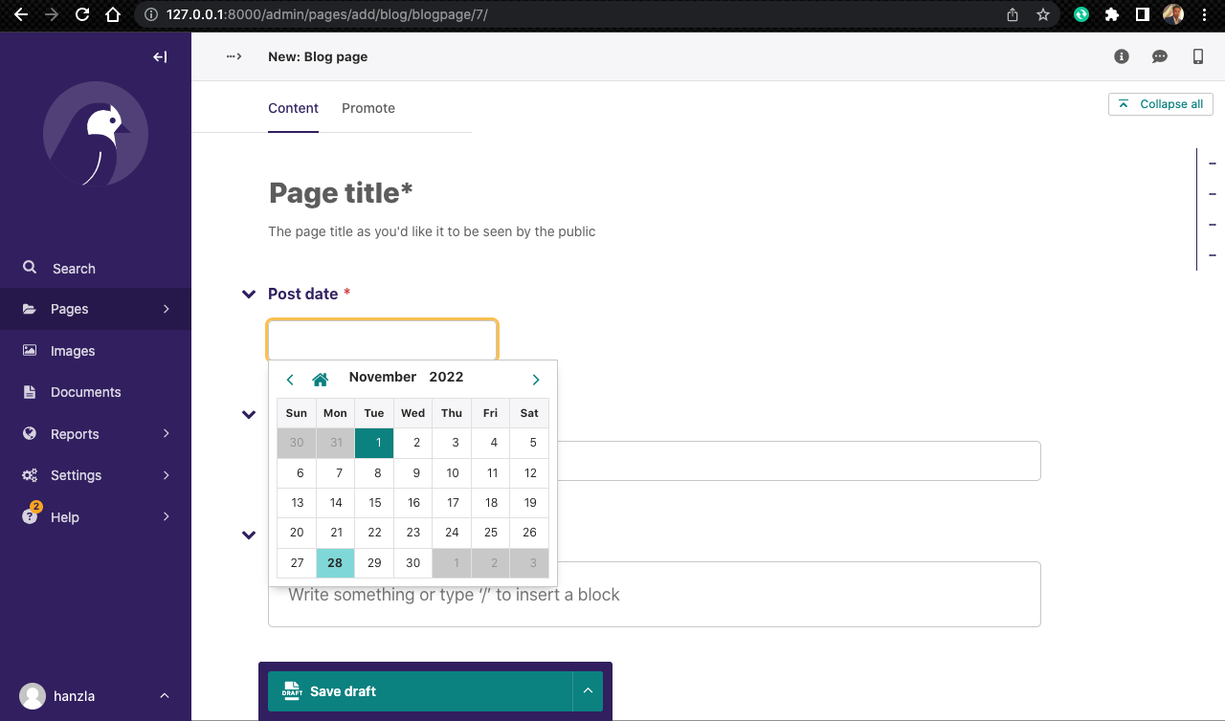 127.0.0.1:8000/admin/pages/add/blog/blogpage/7/
New: Blog page
Content Promote
Collapse all
Page title*
The page title as you'd like it to be seen by the public
Search
Pages
Images
Documents
Reports
Settings
2
Help
hanzla
Post date *
November 2022
Sun Mon Tue Wed Thu Fri Sat
30 31 1 2 3 4 5
6 7 8 9 10 11 12
13 14 15 16 17 18 19
20 21 22 23 24 25 26
27 28 29 30 1 2 3
Write something or type ‘/’ to insert a block
DRAFT Save draft